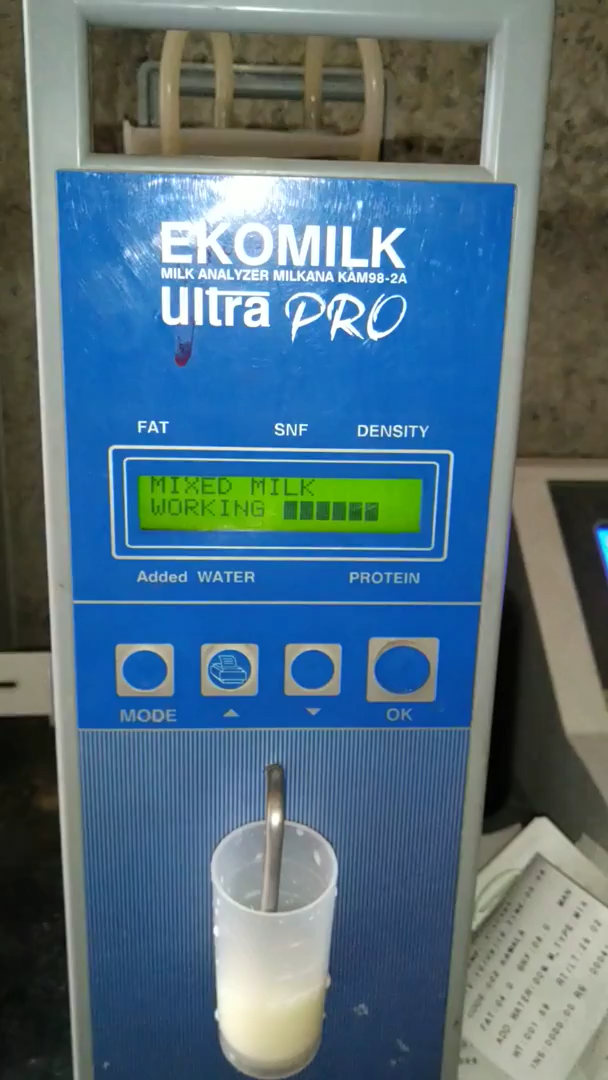 EKOMILK
MILK ANALYZER MILKANA KAM98-2A
ultra PRO
FAT SNF DENSITY
MIXED MILK
WORKING
Added WATER PROTEIN
MODE OK